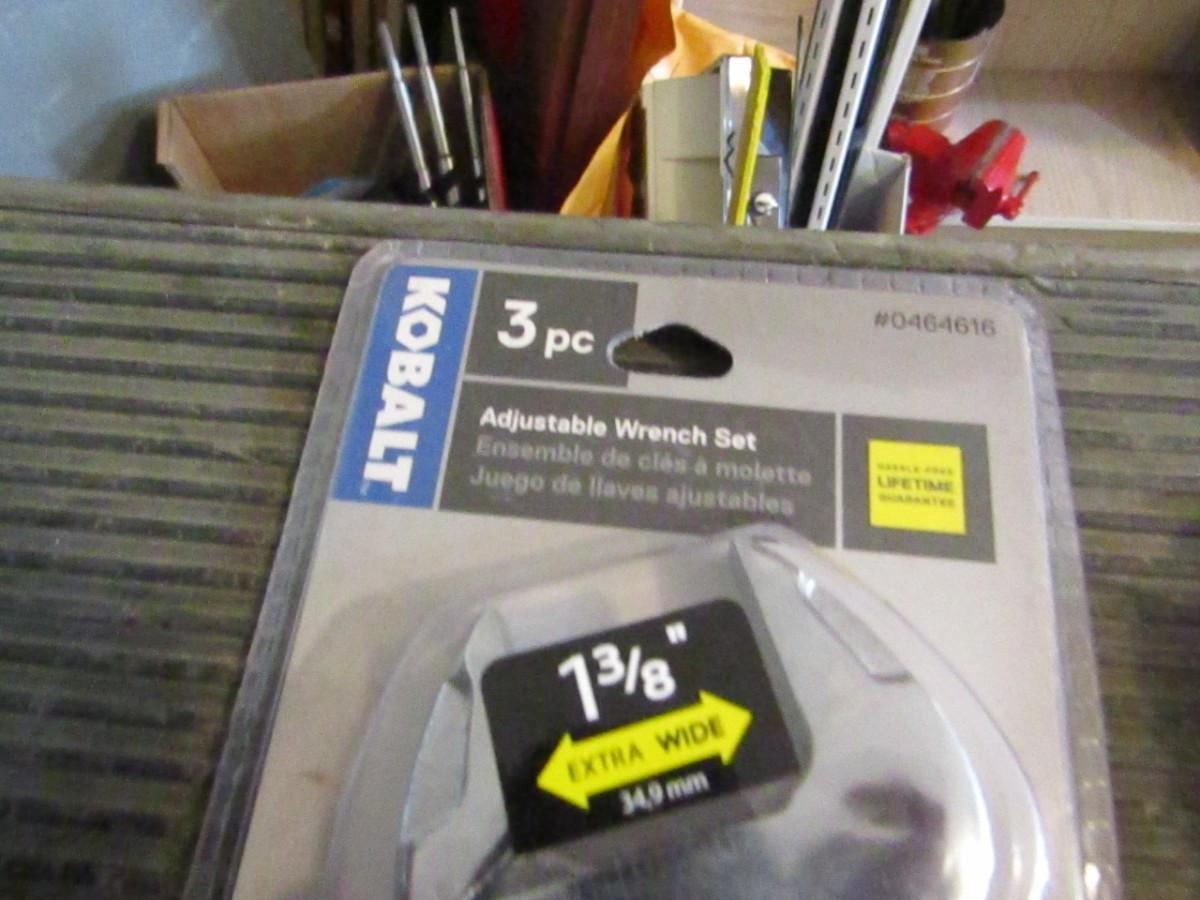 KOBALT
3 pc
#0464616
Adjustable Wrench Set
Ensemble de clés à molette
Juego de llaves ajustables
HASSLE-FREE
LIFETIME
GUARANTEE
1 3/8"
EXTRA WIDE
34,9 mm